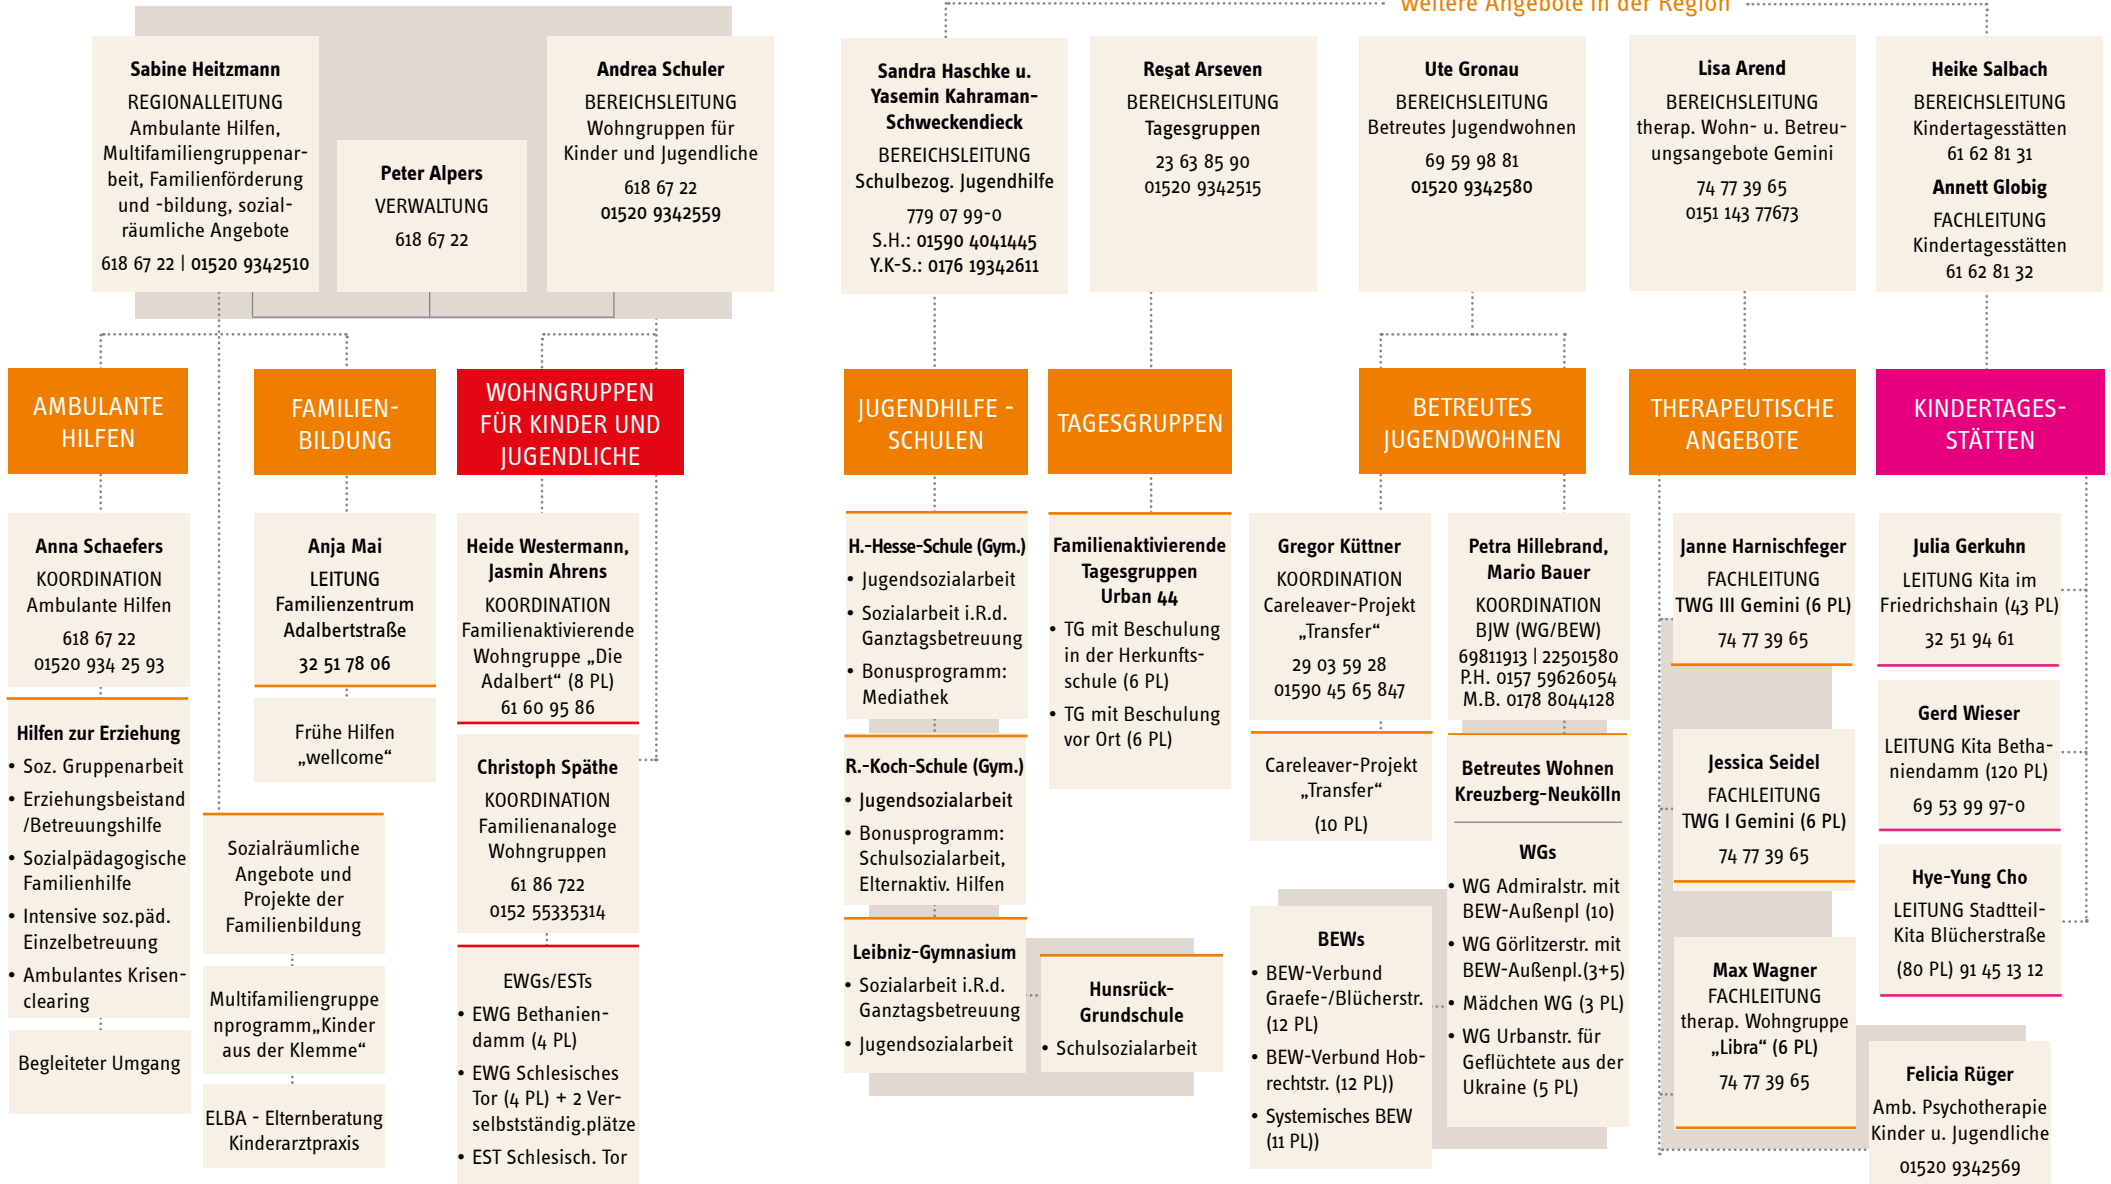 weitere Angebote in der Region
Sabine Heitzmann
REGIONALLEITUNG
Ambulante Hilfen,
Multifamiliengruppenar-
beit, Familienförderung
und -bildung, sozial-
räumliche Angebote
618 67 22 | 01520 9342510
Peter Alpers
VERWALTUNG
618 67 22
Andrea Schuler
BEREICHSLEITUNG
Wohngruppen für
Kinder und Jugendliche
618 67 22
01520 9342559
Sandra Haschke u.
Yasemin Kahraman-
Schweckendieck
BEREICHSLEITUNG
Schulbezog. Jugendhilfe
779 07 99-0
S.H.: 01590 4041445
Y.K-S.: 0176 19342611
Reşat Arseven
BEREICHSLEITUNG
Tagesgruppen
23 63 85 90
01520 9342515
Ute Gronau
BEREICHSLEITUNG
Betreutes Jugendwohnen
69 59 98 81
01520 9342580
Lisa Arend
BEREICHSLEITUNG
therap. Wohn- u. Betreu-
ungsangebote Gemini
74 77 39 65
0151 143 77673
Heike Salbach
BEREICHSLEITUNG
Kindertagesstätten
61 62 81 31
Annett Globig
FACHLEITUNG
Kindertagesstätten
61 62 81 32
AMBULANTE
HILFEN
FAMILIEN-
BILDUNG
WOHNGRUPPEN
FÜR KINDER UND
JUGENDLICHE
JUGENDHILFE -
SCHULEN
TAGESGRUPPEN
BETREUTES
JUGENDWOHNEN
THERAPEUTISCHE
ANGEBOTE
KINDERTAGES-
STÄTTEN
Anna Schaefers
KOORDINATION
Ambulante Hilfen
618 67 22
01520 934 25 93
Hilfen zur Erziehung
• Soz. Gruppenarbeit
• Erziehungsbeistand
/Betreuungshilfe
• Sozialpädagogische
Familienhilfe
• Intensive soz.päd.
Einzelbetreuung
• Ambulantes Krisen-
clearing
Begleiteter Umgang
Anja Mai
LEITUNG
Familienzentrum
Adalbertstraße
32 51 78 06
Frühe Hilfen
„wellcome“
Sozialräumliche
Angebote und
Projekte der
Familienbildung
Multifamiliengruppe
nprogramm„Kinder
aus der Klemme“
ELBA - Elternberatung
Kinderarztpraxis
Heide Westermann,
Jasmin Ahrens
KOORDINATION
Familienaktivierende
Wohngruppe „Die
Adalbert“ (8 PL)
61 60 95 86
Christoph Späthe
KOORDINATION
Familienanaloge
Wohngruppen
61 86 722
0152 55335314
EWGs/ESTs
• EWG Bethanien-
damm (4 PL)
• EWG Schlesisches
Tor (4 PL) + 2 Ver-
selbstständig.plätze
• EST Schlesisch. Tor
H.-Hesse-Schule (Gym.)
• Jugendsozialarbeit
• Sozialarbeit i.R.d.
Ganztagsbetreuung
• Bonusprogramm:
Mediathek
R.-Koch-Schule (Gym.)
• Jugendsozialarbeit
• Bonusprogramm:
Schulsozialarbeit,
Elternaktiv. Hilfen
Leibniz-Gymnasium
• Sozialarbeit i.R.d.
Ganztagsbetreuung
• Jugendsozialarbeit
Familienaktivierende
Tagesgruppen
Urban 44
• TG mit Beschulung
in der Herkunfts-
schule (6 PL)
• TG mit Beschulung
vor Ort (6 PL)
Hunsrück-
Grundschule
• Schulsozialarbeit
Gregor Küttner
KOORDINATION
Careleaver-Projekt
„Transfer“
29 03 59 28
01590 45 65 847
Careleaver-Projekt
„Transfer“
(10 PL)
BEWs
• BEW-Verbund
Graefe-/Blücherstr.
(12 PL)
• BEW-Verbund Hob-
rechtstr. (12 PL))
• Systemisches BEW
(11 PL))
Petra Hillebrand,
Mario Bauer
KOORDINATION
BJW (WG/BEW)
69811913 | 22501580
P.H. 0157 59626054
M.B. 0178 8044128
Betreutes Wohnen
Kreuzberg-Neukölln
WGs
• WG Admiralstr. mit
BEW-Außenpl (10)
• WG Görlitzerstr. mit
BEW-Außenpl.(3+5)
• Mädchen WG (3 PL)
• WG Urbanstr. für
Geflüchtete aus der
Ukraine (5 PL)
Janne Harnischfeger
FACHLEITUNG
TWG III Gemini (6 PL)
74 77 39 65
Jessica Seidel
FACHLEITUNG
TWG I Gemini (6 PL)
74 77 39 65
Max Wagner
FACHLEITUNG
therap. Wohngruppe
„Libra“ (6 PL)
74 77 39 65
Julia Gerkuhn
LEITUNG Kita im
Friedrichshain (43 PL)
32 51 94 61
Gerd Wieser
LEITUNG Kita Betha-
niendamm (120 PL)
69 53 99 97-0
Hye-Yung Cho
LEITUNG Stadtteil-
Kita Blücherstraße
(80 PL) 91 45 13 12
Felicia Rüger
Amb. Psychotherapie
Kinder u. Jugendliche
01520 9342569